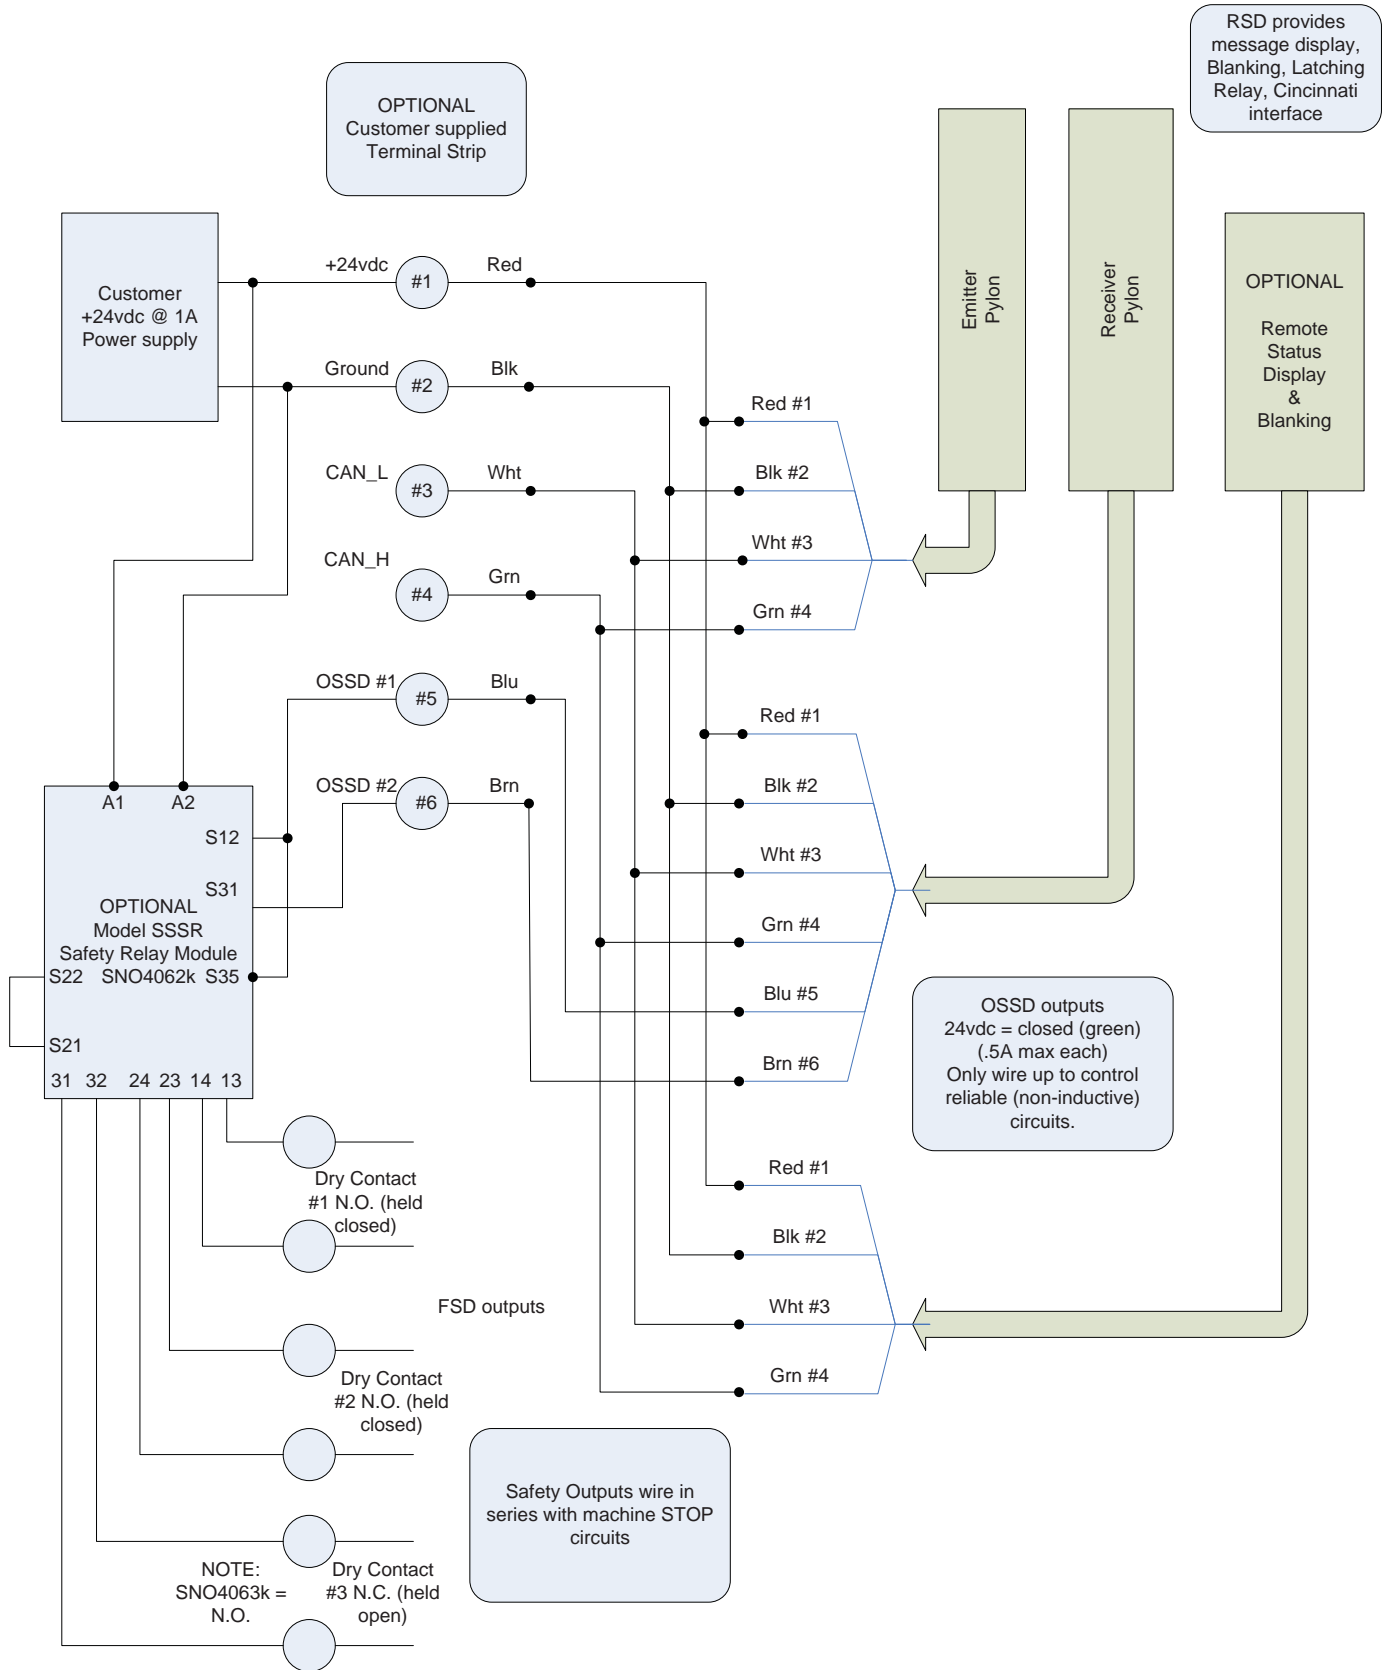 RSD provides
message display,
Blanking, Latching
Relay, Cincinnati
interface
OPTIONAL
Customer supplied
Terminal Strip
Customer
+24vdc @ 1A
Power supply
+24vdc
#1
Red
Ground
#2
Blk
CAN_L
#3
Wht
CAN_H
#4
Grn
OSSD #1
#5
Blu
OSSD #2
#6
Brn
Emitter
Pylon
Receiver
Pylon
OPTIONAL
Remote
Status
Display
&
Blanking
Red #1
Blk #2
Wht #3
Grn #4
Red #1
Blk #2
Wht #3
Grn #4
Blu #5
Brn #6
Red #1
Blk #2
Wht #3
Grn #4
A1 A2
S12
S31
OPTIONAL
Model SSSR
Safety Relay Module
S22 SNO4062k S35
S21
31 32 24 23 14 13
OSSD outputs
24vdc = closed (green)
(.5A max each)
Only wire up to control
reliable (non-inductive)
circuits.
Dry Contact
#1 N.O. (held
closed)
FSD outputs
Dry Contact
#2 N.O. (held
closed)
Safety Outputs wire in
series with machine STOP
circuits
NOTE:
SNO4063k =
N.O.
Dry Contact
#3 N.C. (held
open)